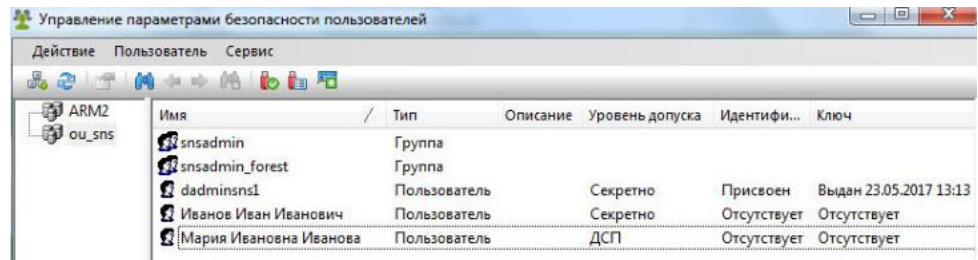 Управление параметрами безопасности пользователей
Действие Пользователь Сервис
ARM2
ou_sns
Имя Тип Описание Уровень допуска Идентифи... Ключ
snsadmin Группа
snsadmin_forest Группа
dadminsns1 Пользователь Секретно Присвоен Выдан 23.05.2017 13:13
Иванов Иван Иванович Пользователь Секретно Отсутствует Отсутствует
Мария Ивановна Иванова Пользователь ДСП Отсутствует Отсутствует